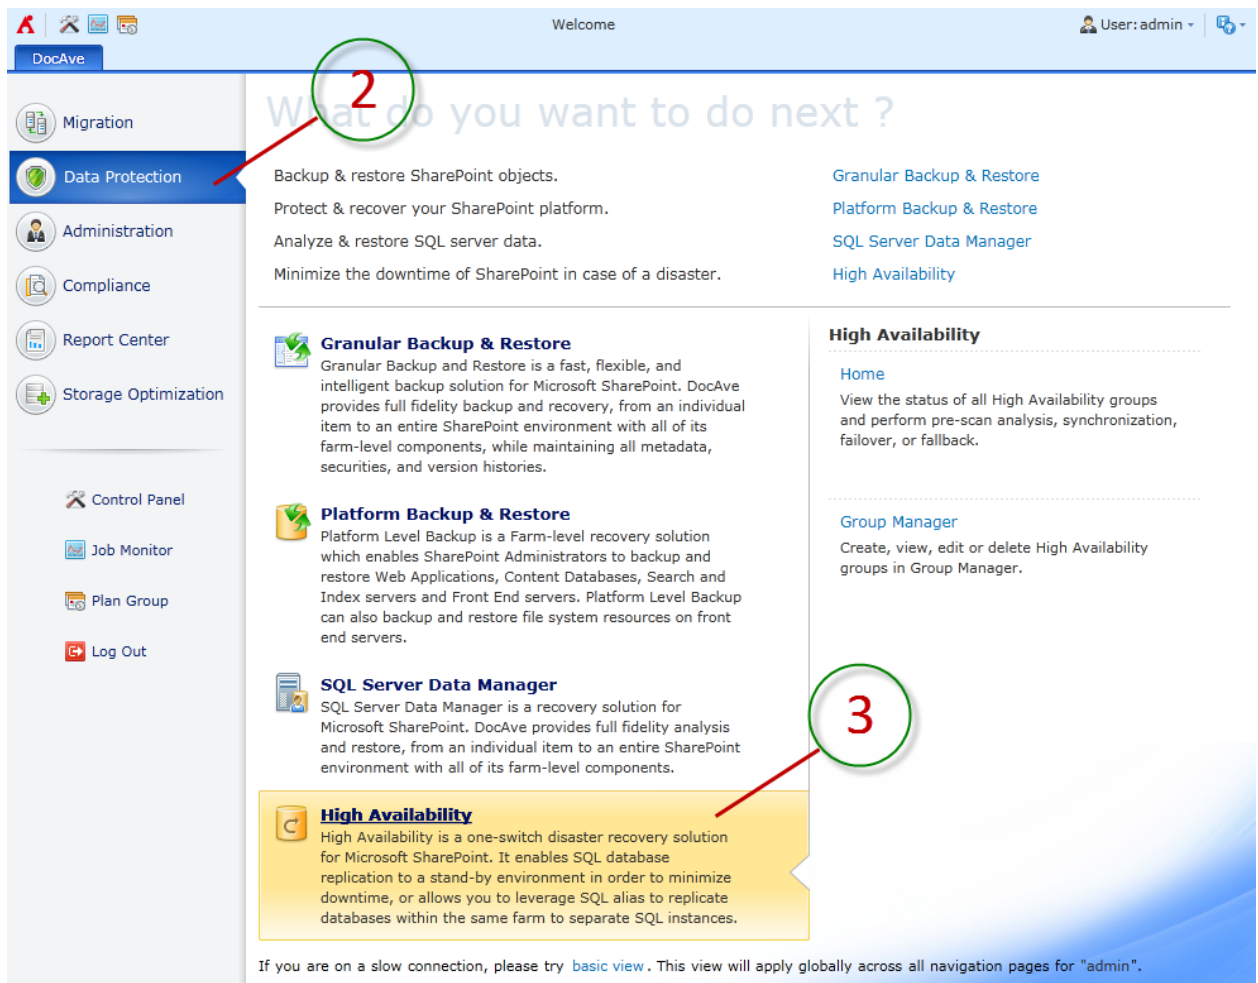 Welcome
User: admin
DocAve
2
What do you want to do next ?
Migration
Data Protection
Administration
Compliance
Report Center
Storage Optimization
Control Panel
Job Monitor
Plan Group
Log Out
Backup & restore SharePoint objects.
Granular Backup & Restore
Protect & recover your SharePoint platform.
Platform Backup & Restore
Analyze & restore SQL server data.
SQL Server Data Manager
Minimize the downtime of SharePoint in case of a disaster.
High Availability
Granular Backup & Restore
Granular Backup and Restore is a fast, flexible, and
intelligent backup solution for Microsoft SharePoint. DocAve
provides full fidelity backup and recovery, from an individual
item to an entire SharePoint environment with all of its
farm-level components, while maintaining all metadata,
securities, and version histories.
Platform Backup & Restore
Platform Level Backup is a Farm-level recovery solution
which enables SharePoint Administrators to backup and
restore Web Applications, Content Databases, Search and
Index servers and Front End servers. Platform Level Backup
can also backup and restore file system resources on front
end servers.
SQL Server Data Manager
SQL Server Data Manager is a recovery solution for
Microsoft SharePoint. DocAve provides full fidelity analysis
and restore, from an individual item to an entire SharePoint
environment with all of its farm-level components.
High Availability
High Availability is a one-switch disaster recovery solution
for Microsoft SharePoint. It enables SQL database
replication to a stand-by environment in order to minimize
downtime, or allows you to leverage SQL alias to replicate
databases within the same farm to separate SQL instances.
High Availability
Home
View the status of all High Availability groups
and perform pre-scan analysis, synchronization,
failover, or fallback.
Group Manager
Create, view, edit or delete High Availability
groups in Group Manager.
3
If you are on a slow connection, please try basic view. This view will apply globally across all navigation pages for "admin".